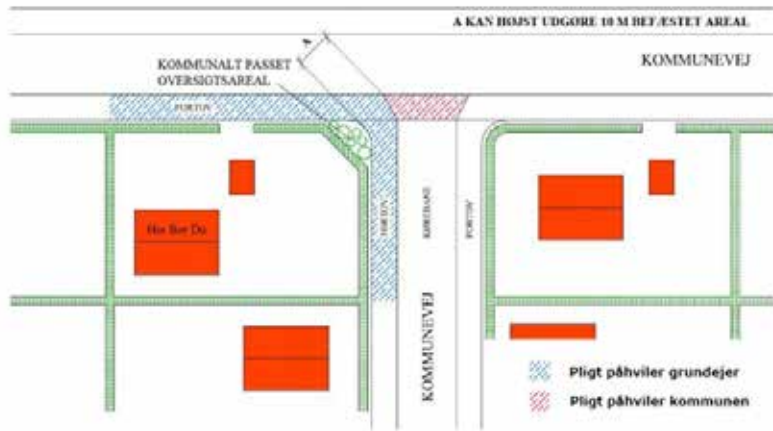 A KAN HØJST UDGØRE 10 M BEFÆSTET AREAL
KOMMUNEVEJ
A
KOMMUNALT PASSET
OVERSIGTSAREAL
FORTOV
Her Bor Du
FORTOV
KØREBANE
FORTOV
KOMMUNEVEJ
Pligt påhviler grundejer
Pligt påhviler kommunen